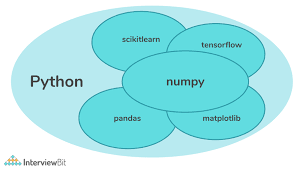 scikitlearn
tensorflow
Python
numpy
pandas
matplotlib
InterviewBit